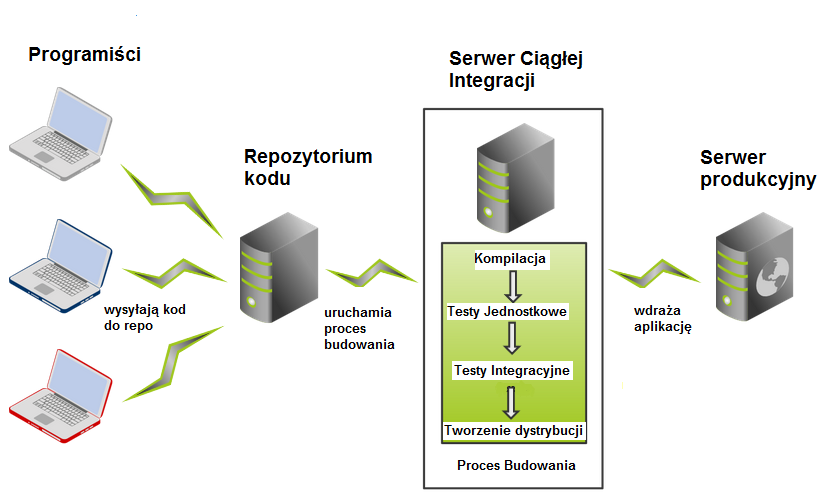 Programiści
Serwer Ciągłej
Integracji
Repozytorium
kodu
Serwer
produkcyjny
wysyłają kod
do repo
uruchamia
proces
budowania
Kompilacja
Testy Jednostkowe
Testy Integracyjne
Tworzenie dystrybucji
Proces Budowania
wdraża
aplikację